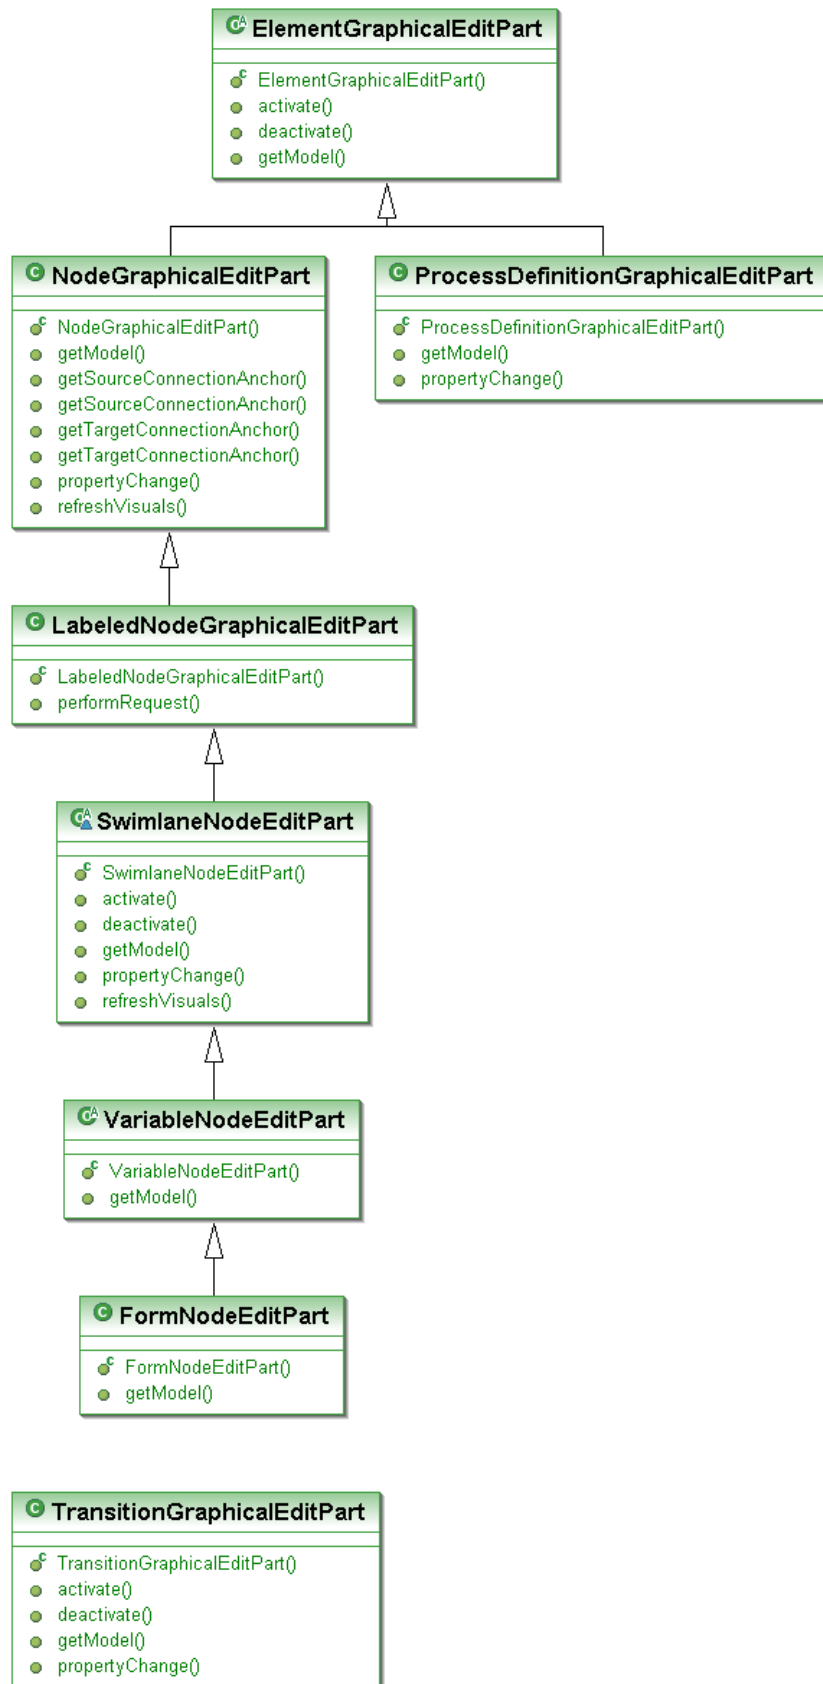 ElementGraphicalEditPart
ElementGraphicalEditPart()
activate()
deactivate()
getModel()
NodeGraphicalEditPart
NodeGraphicalEditPart()
getModel()
getSourceConnectionAnchor()
getSourceConnectionAnchor()
getTargetConnectionAnchor()
getTargetConnectionAnchor()
propertyChange()
refreshVisuals()
ProcessDefinitionGraphicalEditPart
ProcessDefinitionGraphicalEditPart()
getModel()
propertyChange()
LabeledNodeGraphicalEditPart
LabeledNodeGraphicalEditPart()
performRequest()
SwimlaneNodeEditPart
SwimlaneNodeEditPart()
activate()
deactivate()
getModel()
propertyChange()
refreshVisuals()
VariableNodeEditPart
VariableNodeEditPart()
getModel()
FormNodeEditPart
FormNodeEditPart()
getModel()
TransitionGraphicalEditPart
TransitionGraphicalEditPart()
activate()
deactivate()
getModel()
propertyChange()